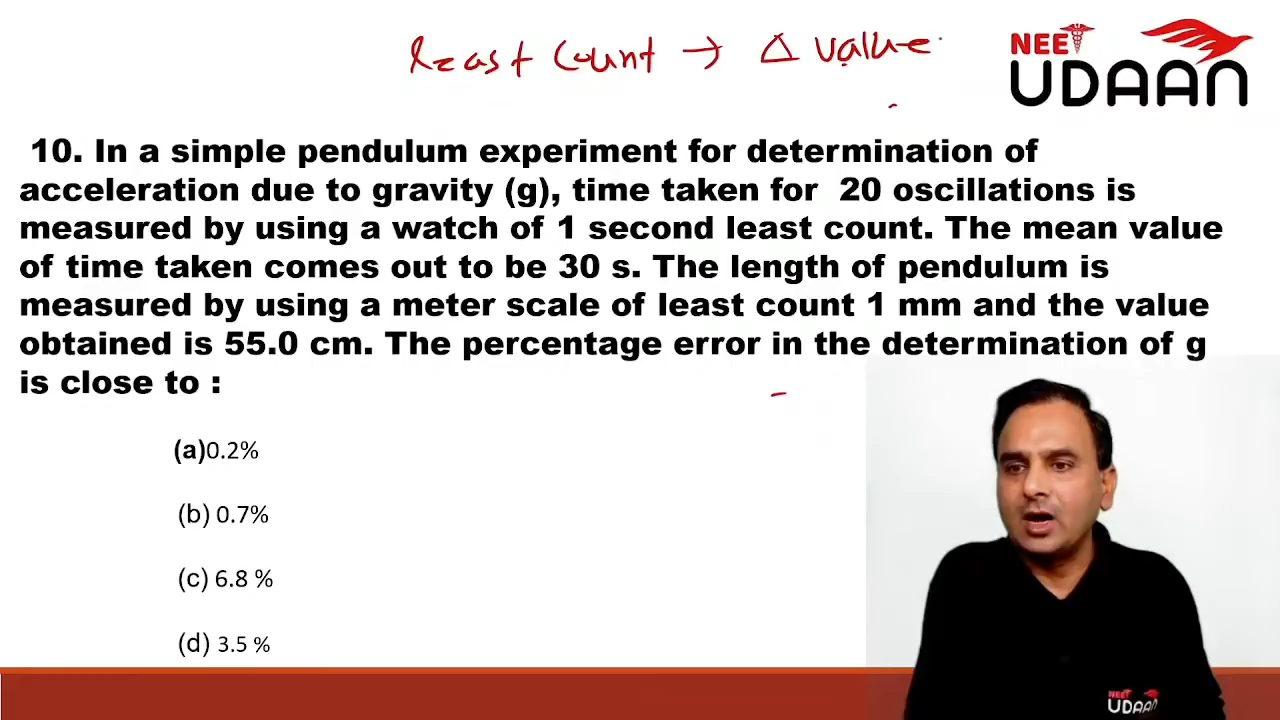 Least Count → Δ value
NEET
UDAAN
10. In a simple pendulum experiment for determination of
acceleration due to gravity (g), time taken for 20 oscillations is
measured by using a watch of 1 second least count. The mean value
of time taken comes out to be 30 s. The length of pendulum is
measured by using a meter scale of least count 1 mm and the value
obtained is 55.0 cm. The percentage error in the determination of g
is close to :
(a)0.2%
(b) 0.7%
(c) 6.8 %
(d) 3.5 %
NEET
UDAAN